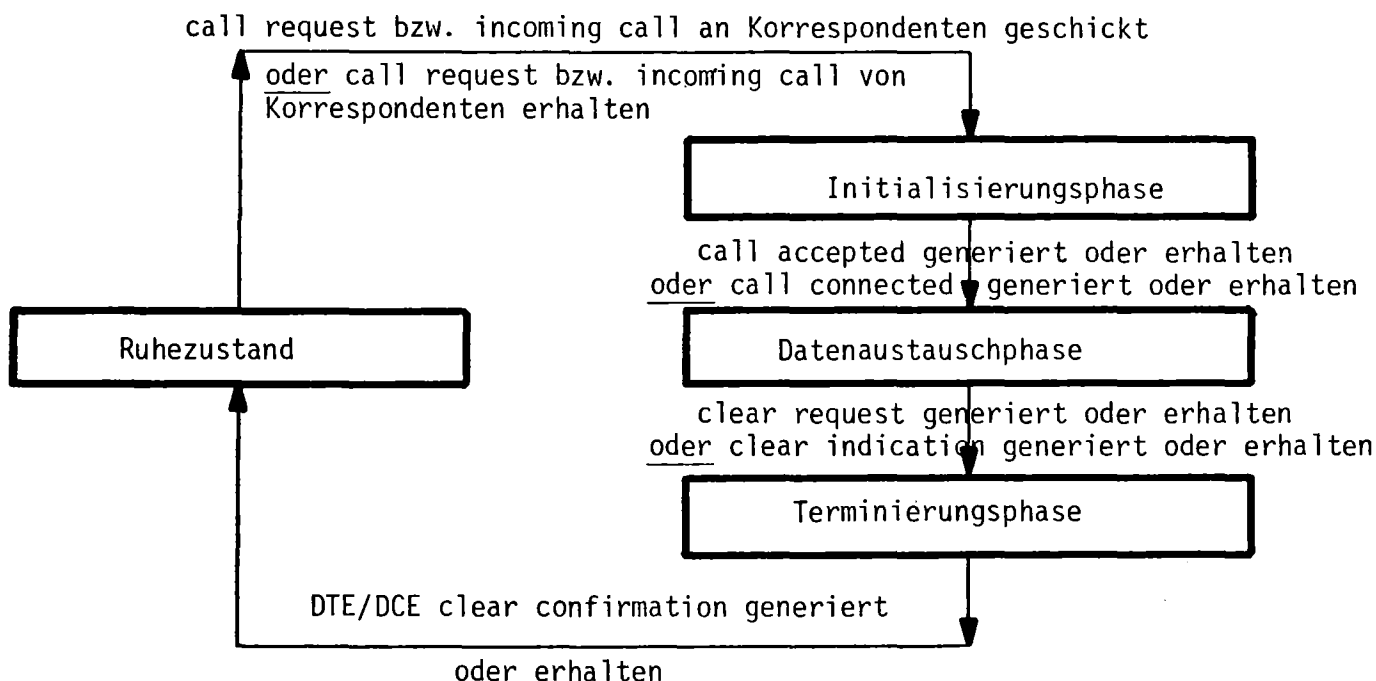 call request bzw. incoming call an Korrespondenten geschickt
oder call request bzw. incoming call von
Korrespondenten erhalten
Initialisierungsphase
call accepted generiert oder erhalten
oder call connected generiert oder erhalten
Ruhezustand
Datenaustauschphase
clear request generiert oder erhalten
oder clear indication generiert oder erhalten
Terminierungsphase
DTE/DCE clear confirmation generiert
oder erhalten